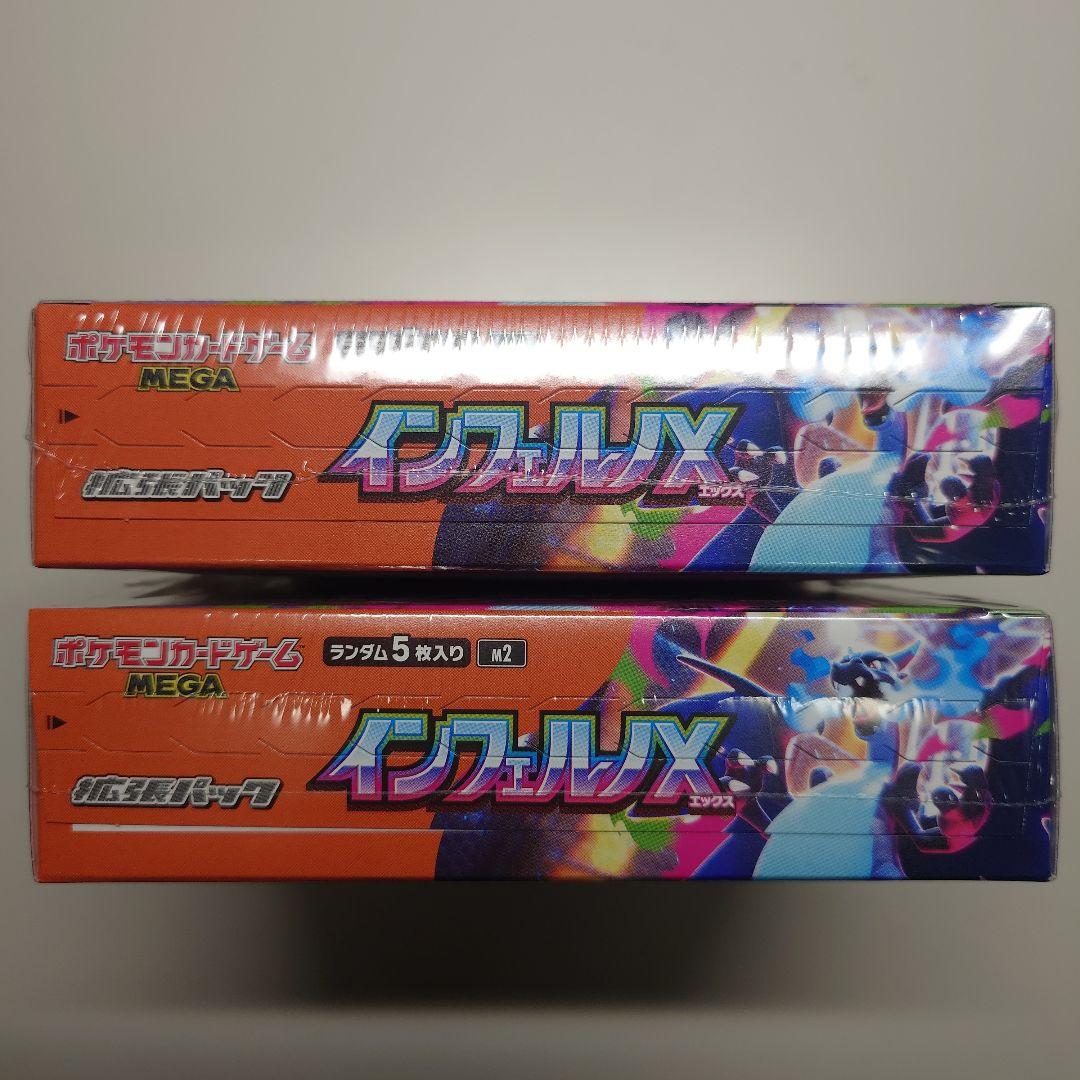 ポケモンカードゲーム
MEGA
インフェルノX
エックス
拡張パック
ポケモンカードゲーム™
MEGA
ランダム5枚入り M2
インフェルノX
エックス
拡張パック